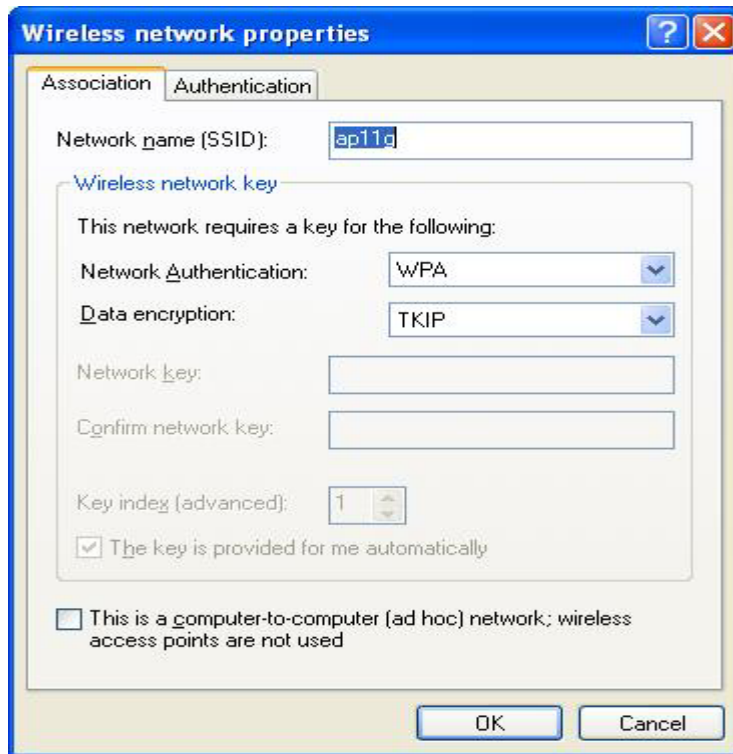 Wireless network properties
Association Authentication
Network name (SSID): ap11g
Wireless network key
This network requires a key for the following:
Network Authentication: WPA
Data encryption: TKIP
Network key:
Confirm network key:
Key index (advanced): 1
The key is provided for me automatically
This is a computer-to-computer (ad hoc) network; wireless
access points are not used
OK Cancel